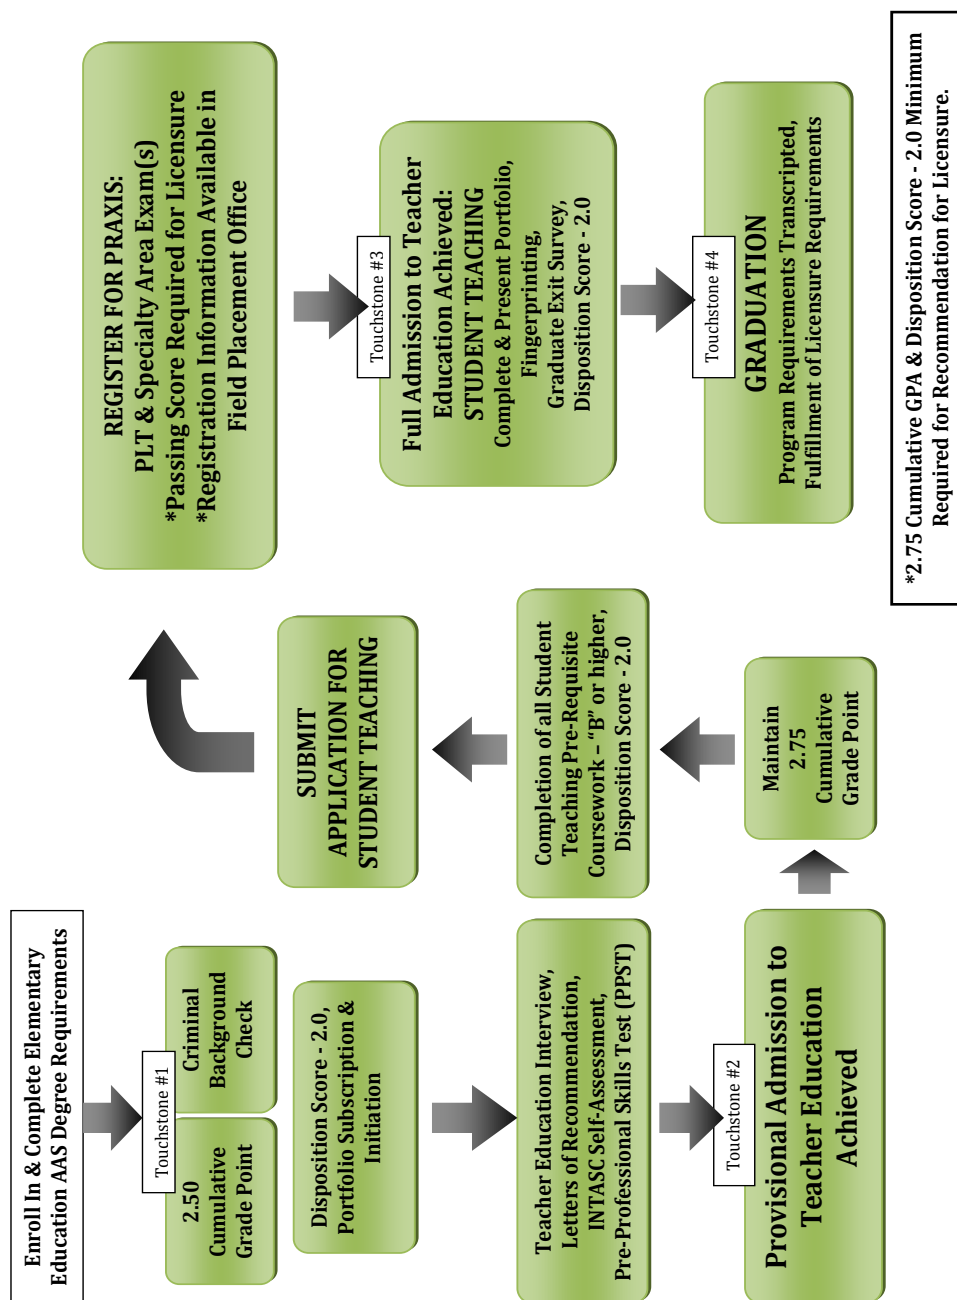 Enroll In & Complete Elementary
Education AAS Degree Requirements
Touchstone #1
2.50
Cumulative
Grade Point
Criminal
Background
Check
Disposition Score - 2.0,
Portfolio Subscription &
Initiation
Teacher Education Interview,
Letters of Recommendation,
INTASC Self-Assessment,
Pre-Professional Skills Test (PPST)
Touchstone #2
Provisional Admission to
Teacher Education
Achieved
Maintain
2.75
Cumulative
Grade Point
Completion of all Student
Teaching Pre-Requisite
Coursework – “B” or higher,
Disposition Score - 2.0
SUBMIT
APPLICATION FOR
STUDENT TEACHING
REGISTER FOR PRAXIS:
PLT & Specialty Area Exam(s)
*Passing Score Required for Licensure
*Registration Information Available in
Field Placement Office
Touchstone #3
Full Admission to Teacher
Education Achieved:
STUDENT TEACHING
Complete & Present Portfolio,
Fingerprinting,
Graduate Exit Survey,
Disposition Score - 2.0
Touchstone #4
GRADUATION
Program Requirements Transcripted,
Fulfillment of Licensure Requirements
*2.75 Cumulative GPA & Disposition Score - 2.0 Minimum
Required for Recommendation for Licensure.